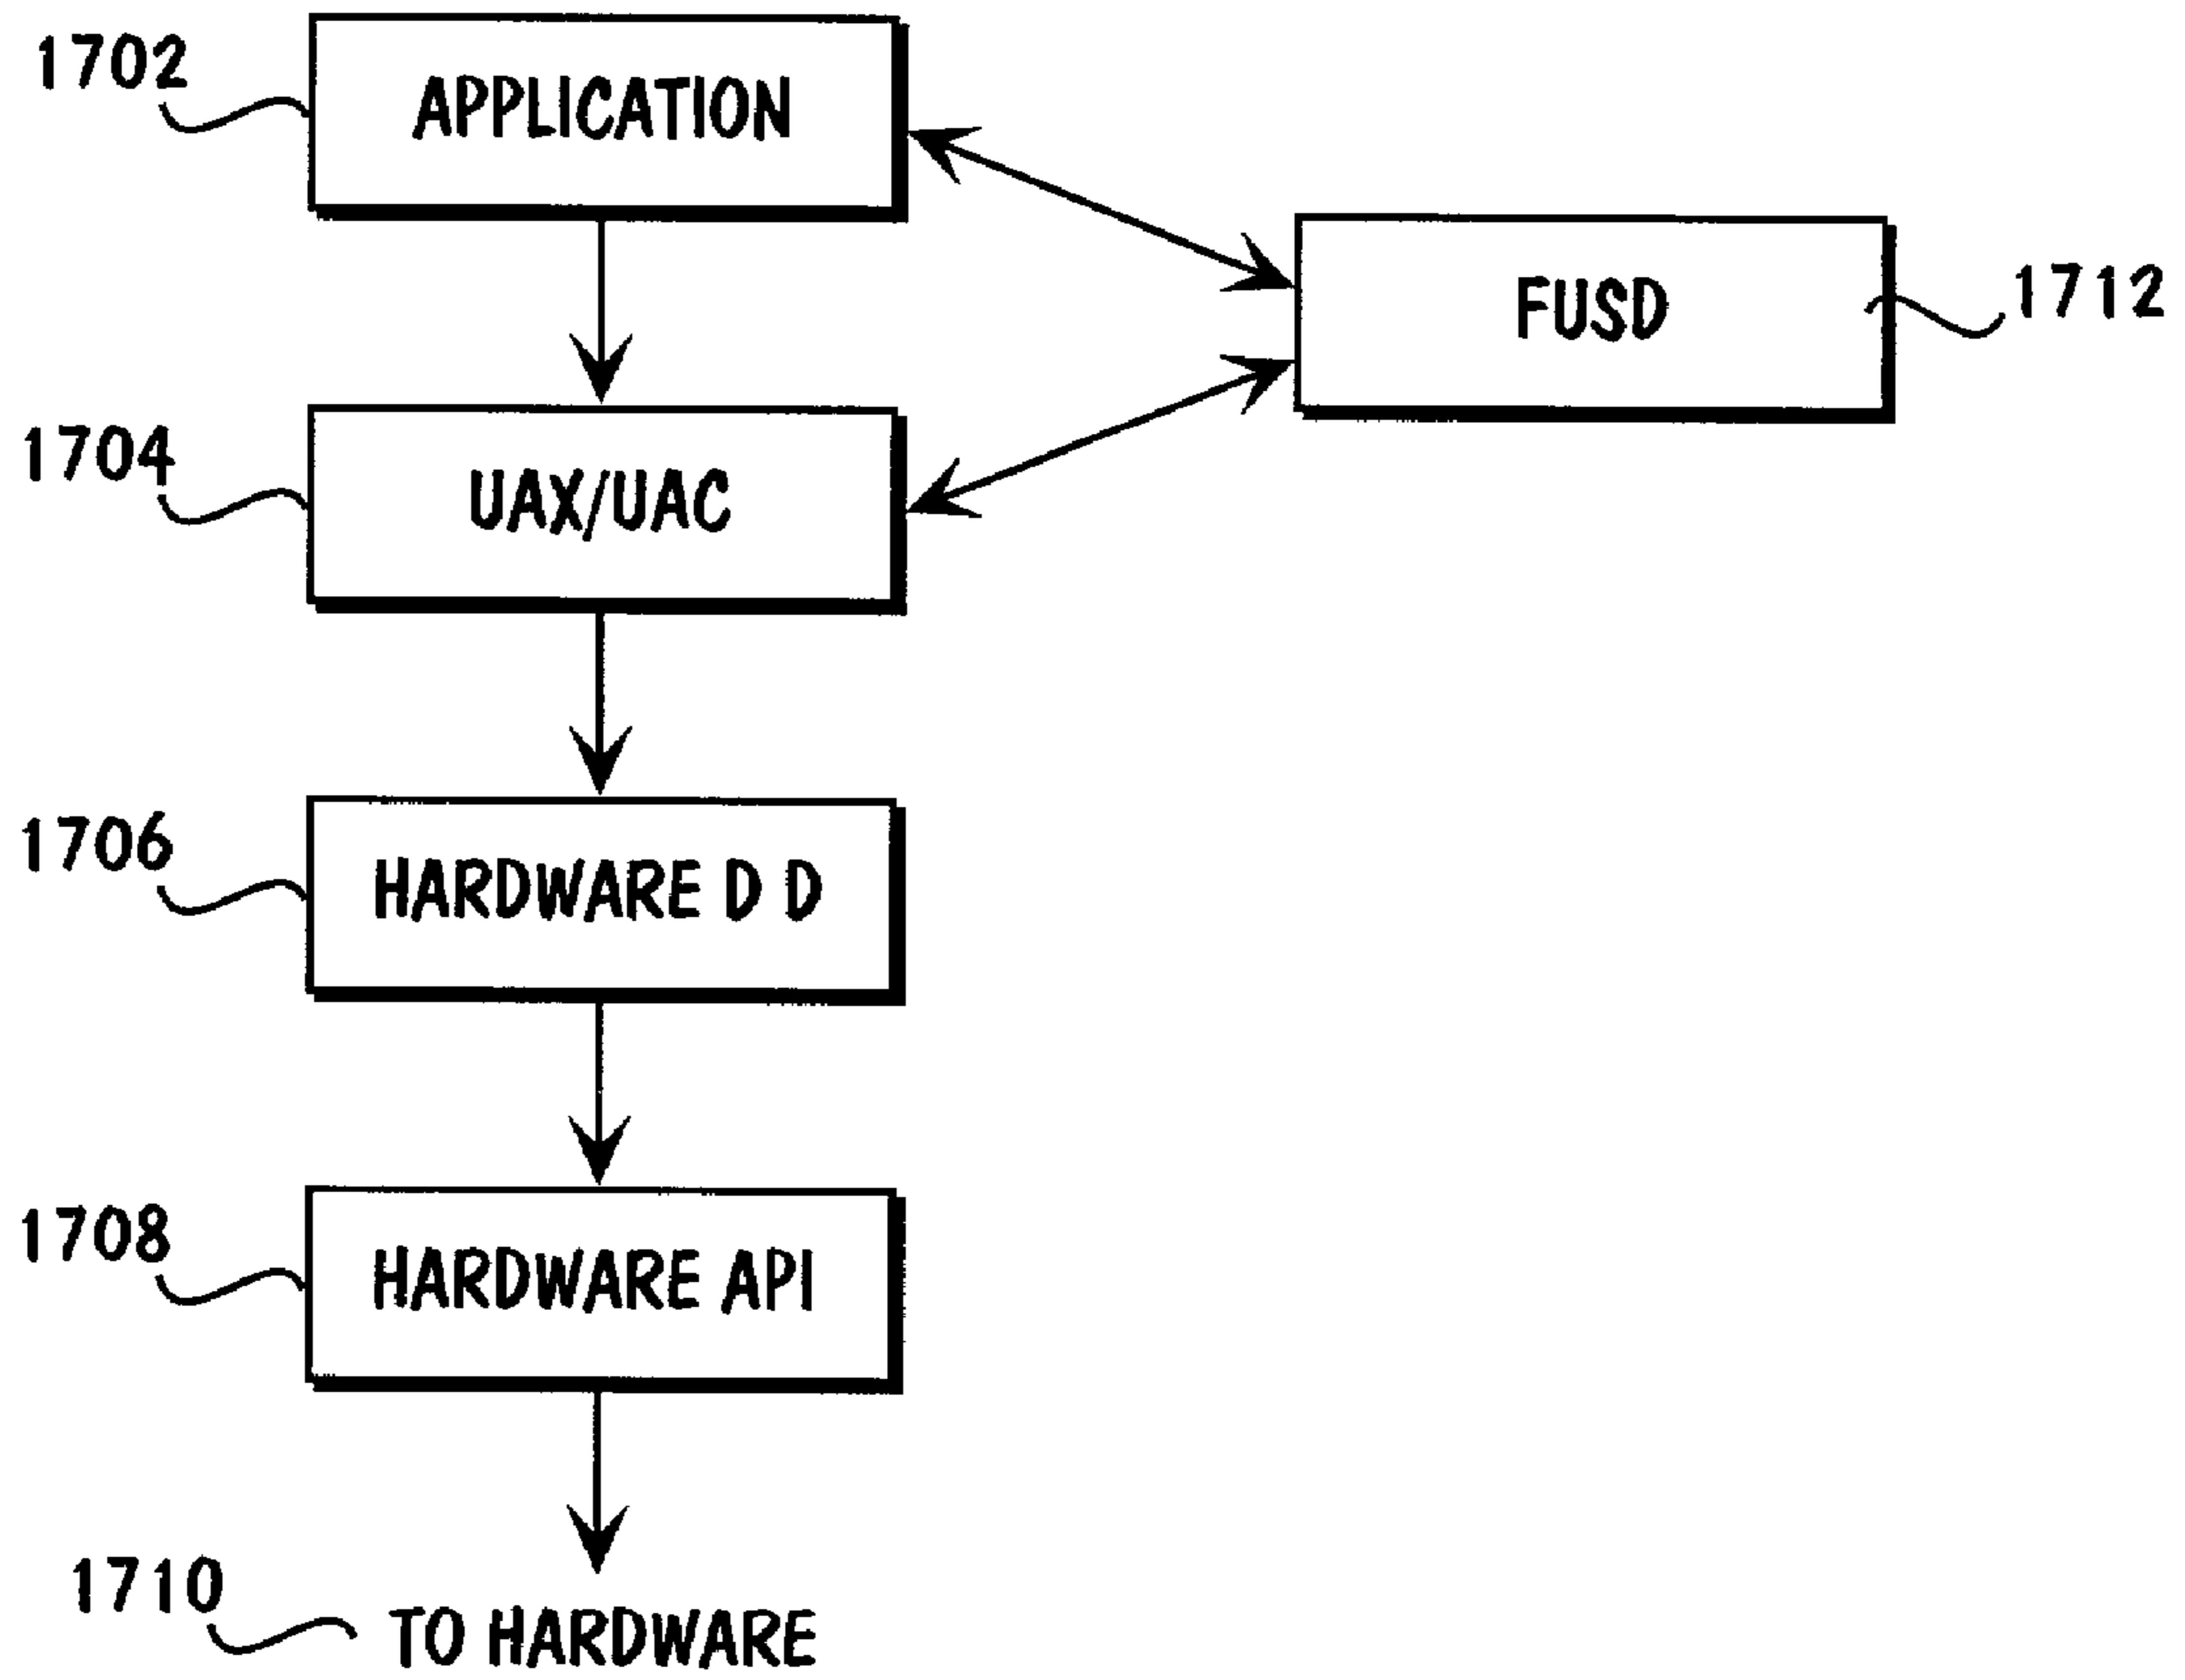 1702
APPLICATION
FUSD
1712
1704
UAX/UAC
1706
HARDWARE D D
1708
HARDWARE API
1710
TO HARDWARE